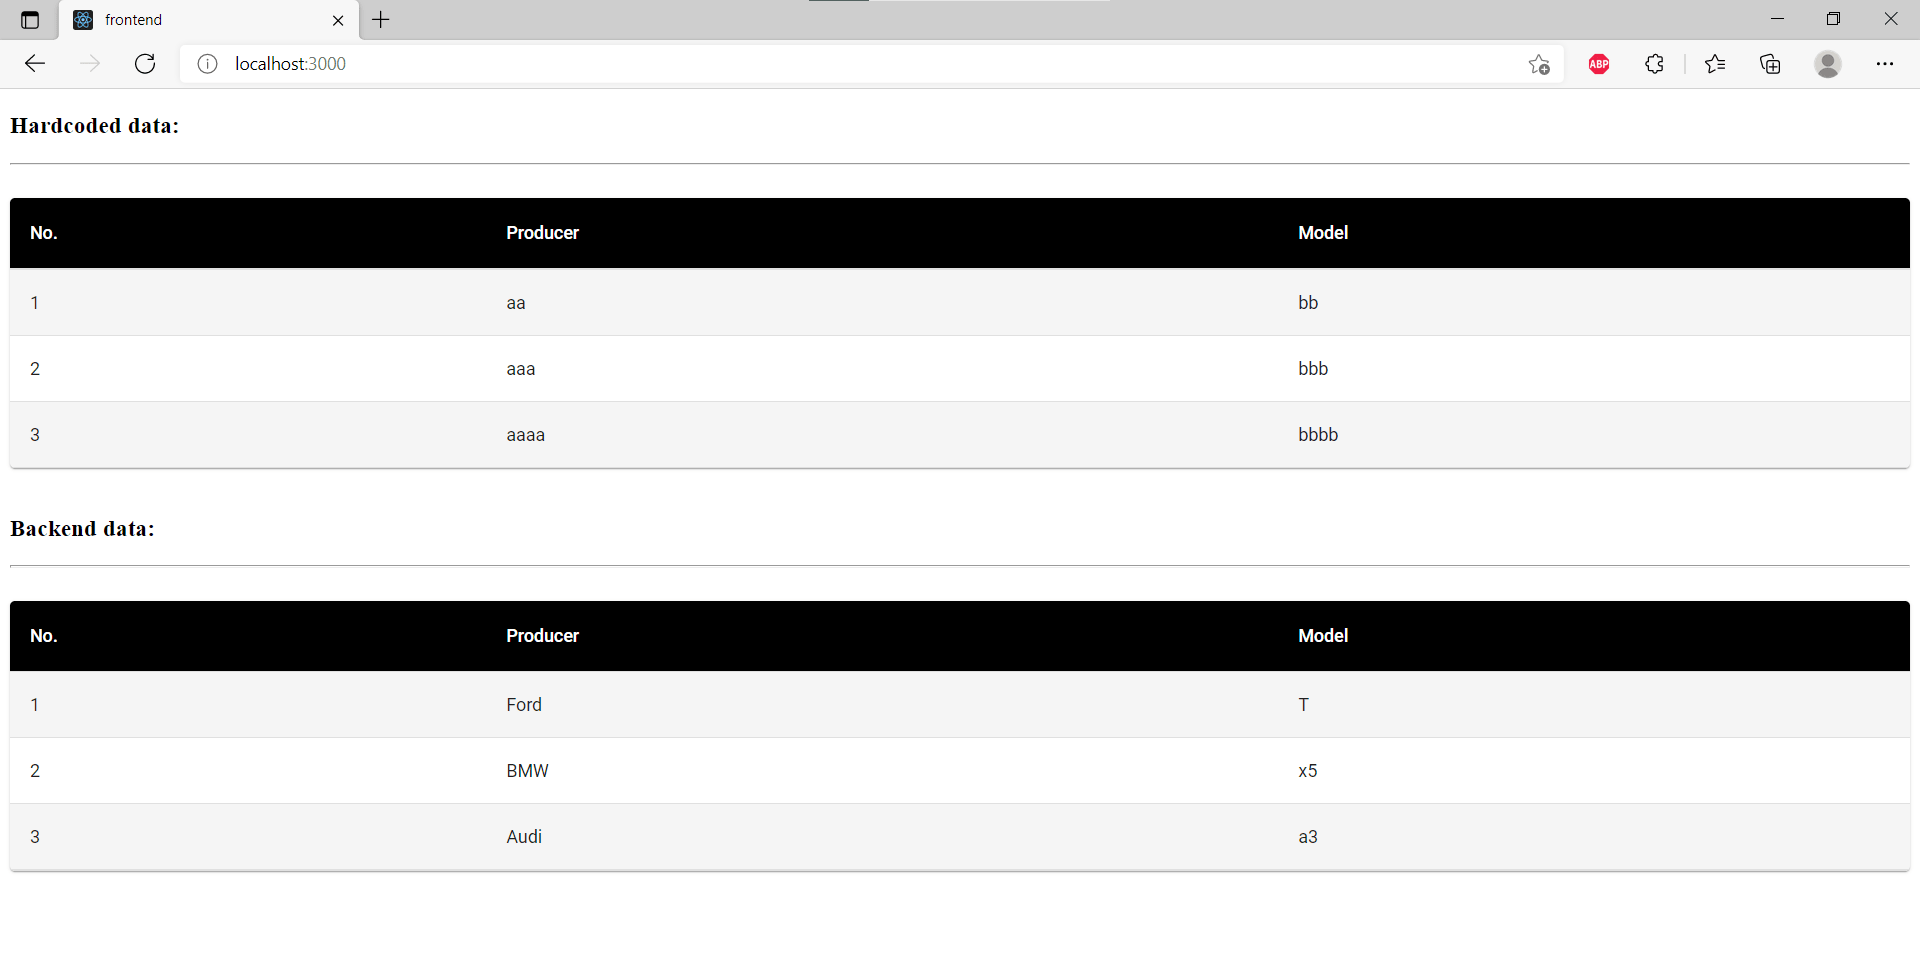 frontend
localhost:3000
ABP
Hardcoded data:
No. Producer Model
1 aa bb
2 aaa bbb
3 aaaa bbbb
Backend data:
No. Producer Model
1 Ford T
2 BMW x5
3 Audi a3